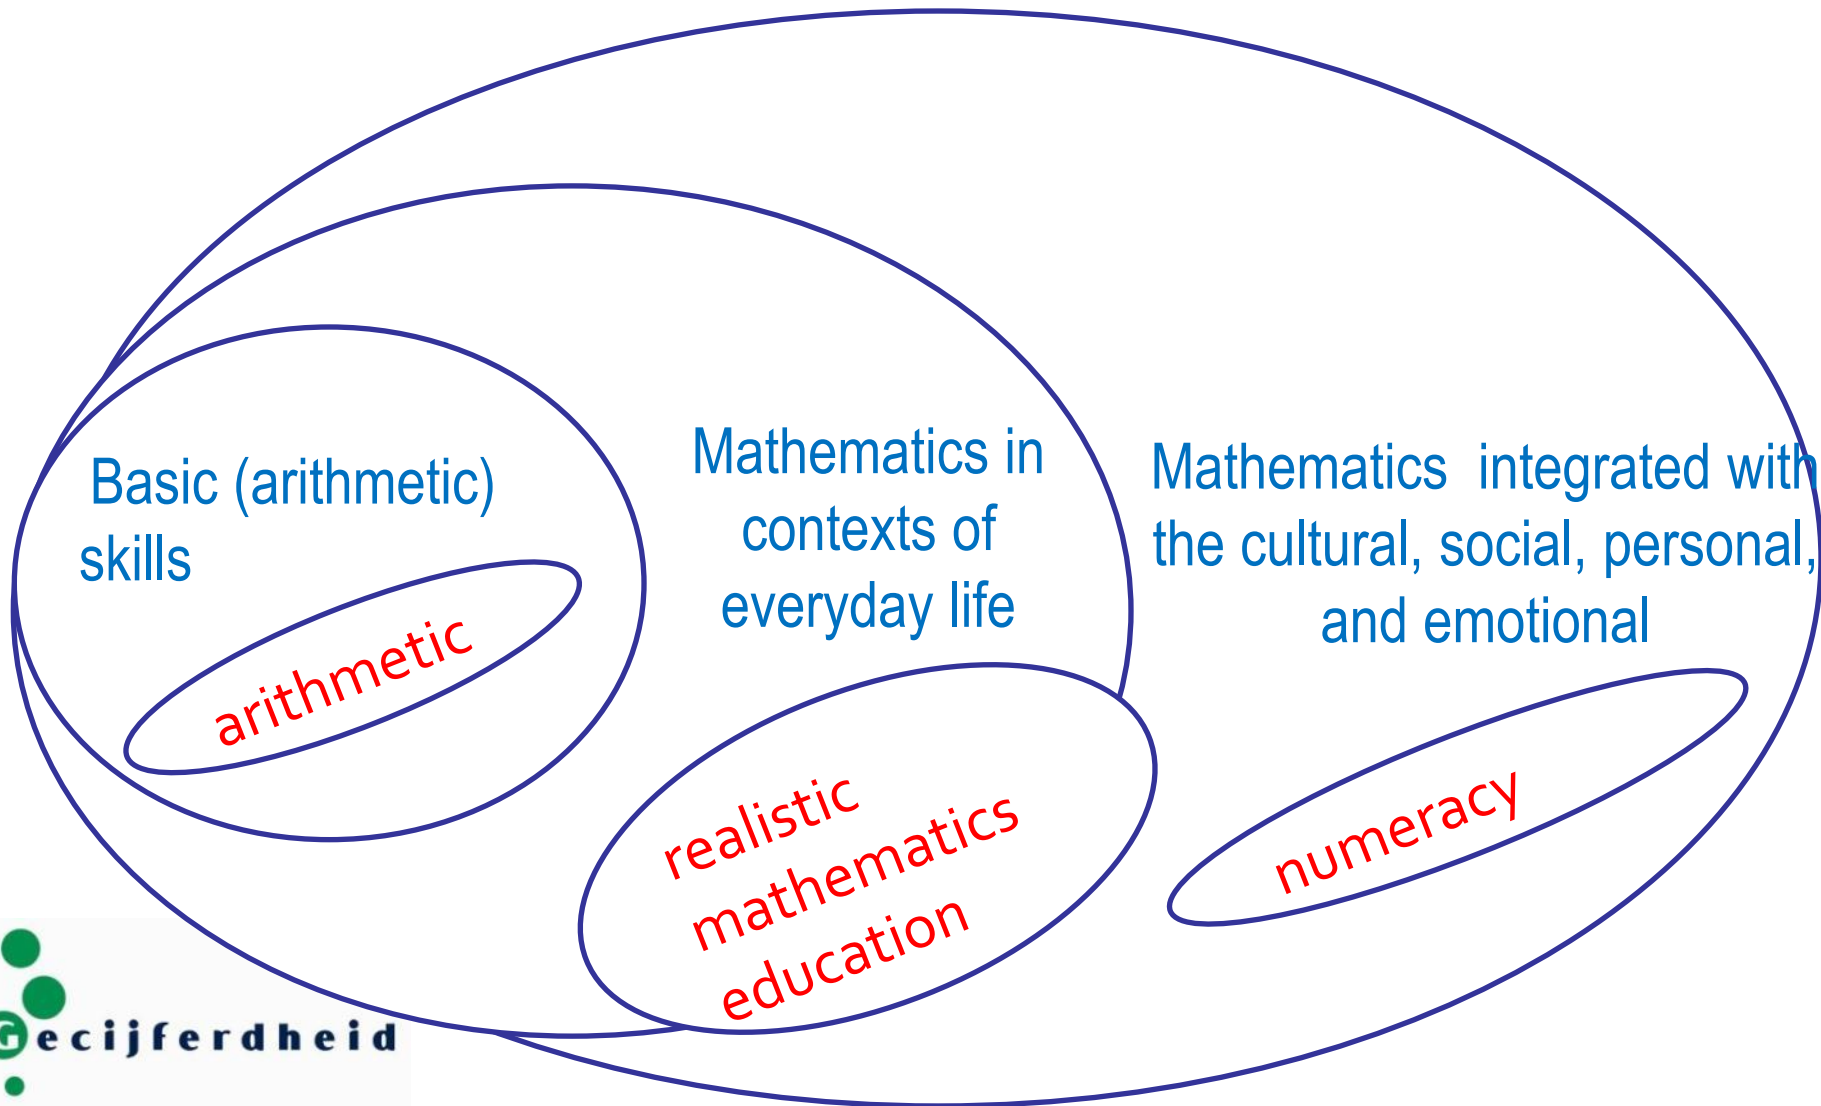 Basic (arithmetic)
skills
arithmetic
Mathematics in
contexts of
everyday life
realistic
mathematics
education
Mathematics integrated with
the cultural, social, personal,
and emotional
numeracy
Gecijferdheid